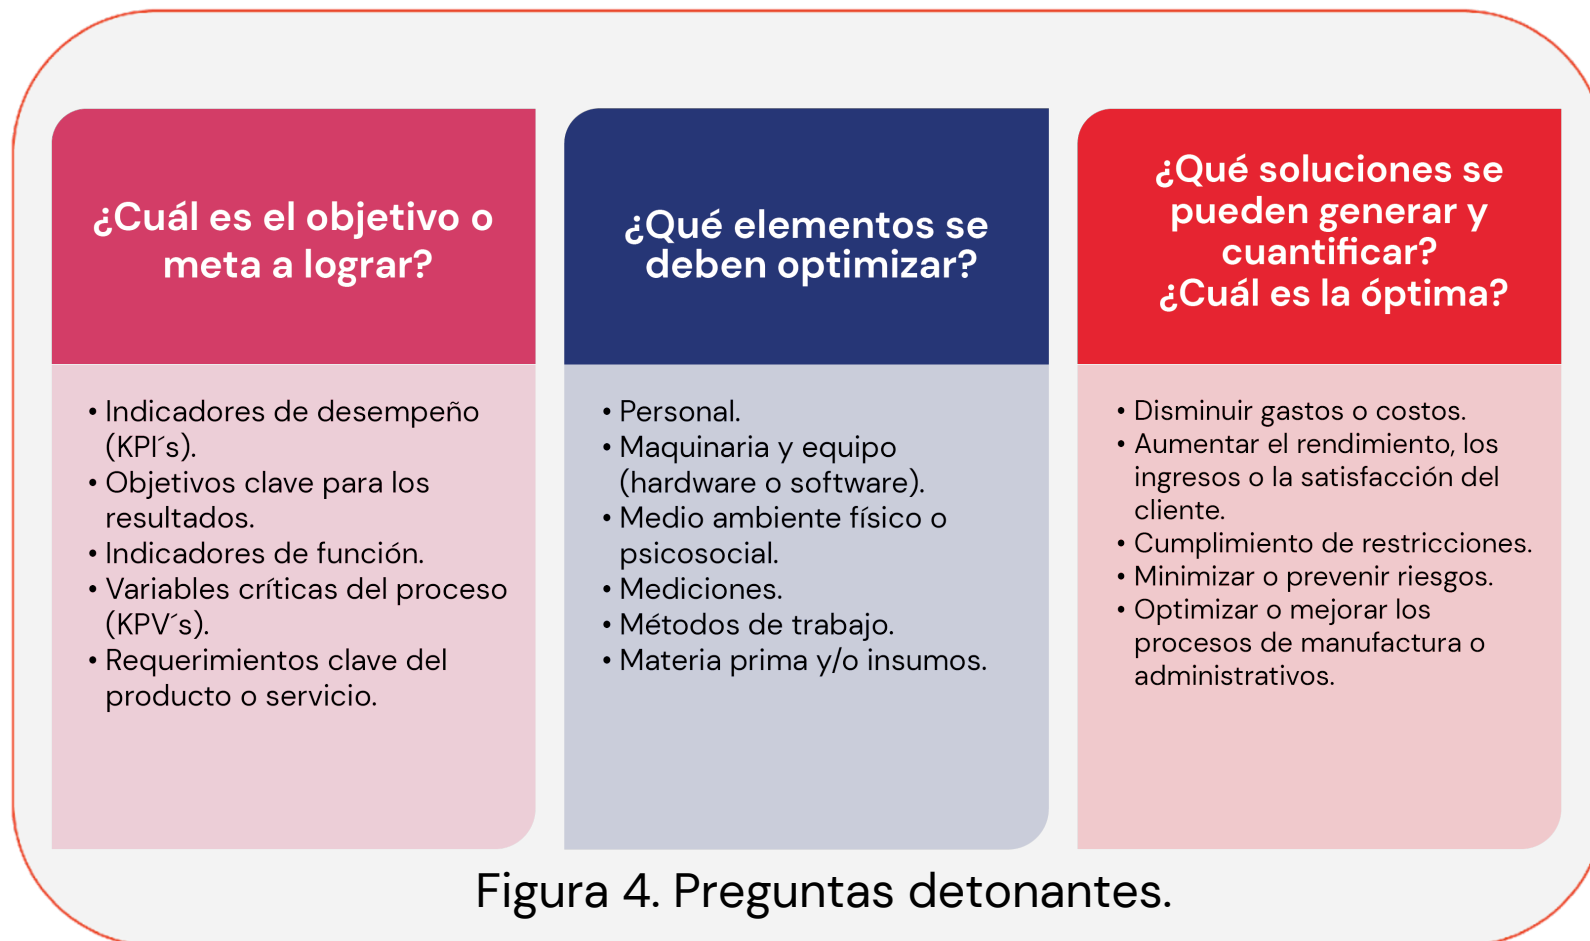 ¿Cuál es el objetivo o
meta a lograr?
• Indicadores de desempeño
(KPI´s).
• Objetivos clave para los
resultados.
• Indicadores de función.
• Variables críticas del proceso
(KPV´s).
• Requerimientos clave del
producto o servicio.
¿Qué elementos se
deben optimizar?
• Personal.
• Maquinaria y equipo
(hardware o software).
• Medio ambiente físico o
psicosocial.
• Mediciones.
• Métodos de trabajo.
• Materia prima y/o insumos.
¿Qué soluciones se
pueden generar y
cuantificar?
¿Cuál es la óptima?
• Disminuir gastos o costos.
• Aumentar el rendimiento, los
ingresos o la satisfacción del
cliente.
• Cumplimiento de restricciones.
• Minimizar o prevenir riesgos.
• Optimizar o mejorar los
procesos de manufactura o
administrativos.
Figura 4. Preguntas detonantes.